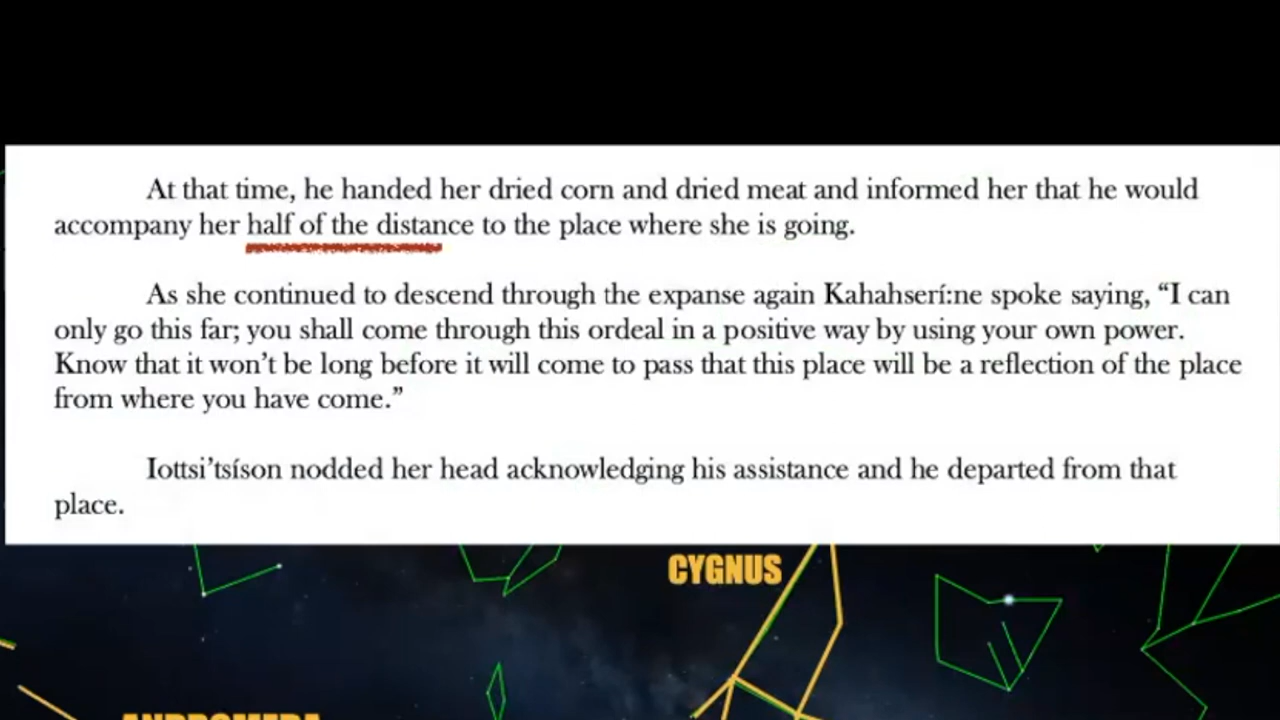 At that time, he handed her dried corn and dried meat and informed her that he would
accompany her half of the distance to the place where she is going.
As she continued to descend through the expanse again Kahahserí:ne spoke saying, “I can
only go this far; you shall come through this ordeal in a positive way by using your own power.
Know that it won’t be long before it will come to pass that this place will be a reflection of the place
from where you have come.”
Iottsi’tsíson nodded her head acknowledging his assistance and he departed from that
place.
CYGNUS
ANDROMEDA